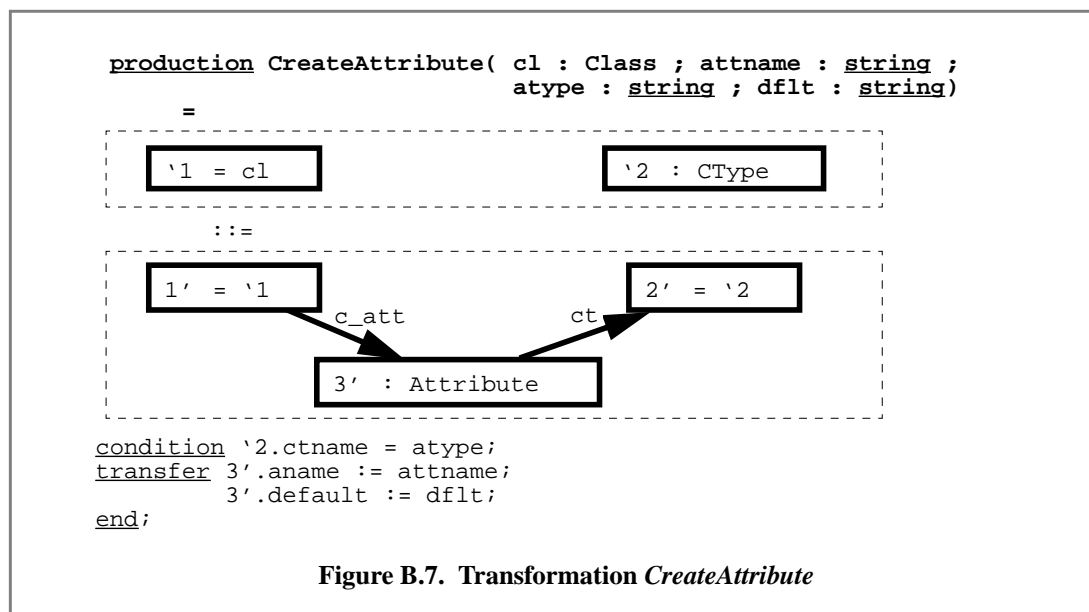 production CreateAttribute( cl : Class ; attname : string ;
atype : string ; dflt : string)
=
‘1 = cl
‘2 : CType
::=
1’ = ‘1
2’ = ‘2
c_att
ct
3’ : Attribute
condition ‘2.ctname = atype;
transfer 3’.aname := attname;
3’.default := dflt;
end;
Figure B.7. Transformation CreateAttribute